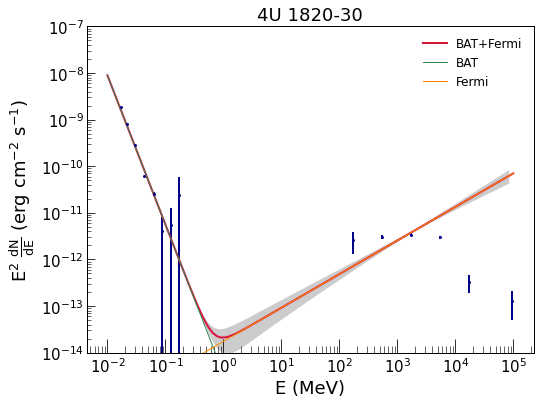 4U 1820-30
E² dN/dE (erg cm⁻² s⁻¹)
10⁻⁷
10⁻⁸
10⁻⁹
10⁻¹⁰
10⁻¹¹
10⁻¹²
10⁻¹³
10⁻¹⁴
BAT+Fermi
BAT
Fermi
10⁻² 10⁻¹ 10⁰ 10¹ 10² 10³ 10⁴ 10⁵
E (MeV)